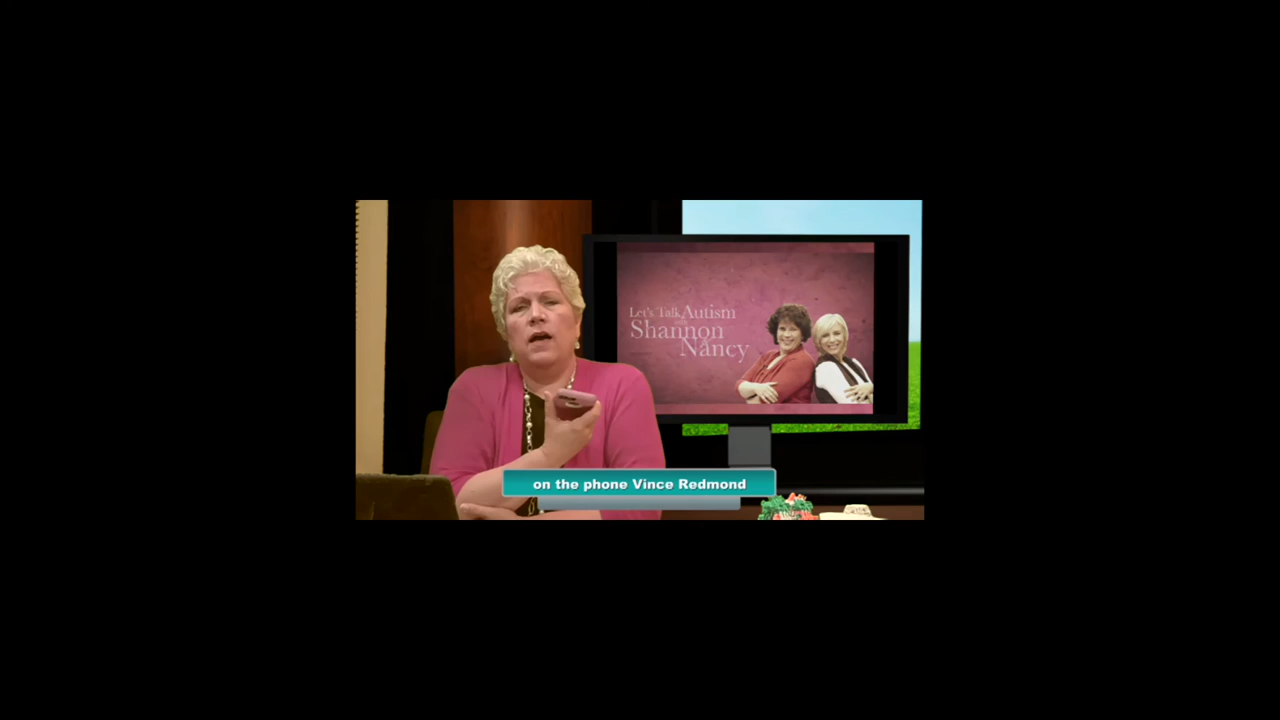 Let's Talk Autism
with
Shannon
& Nancy
on the phone Vince Redmond